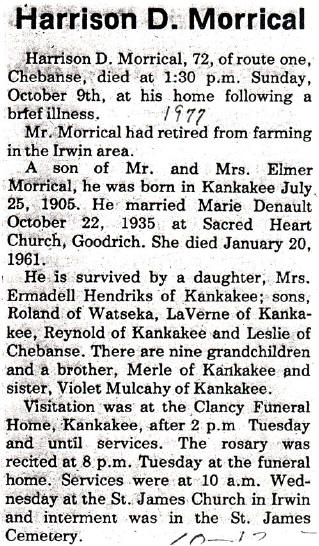 Harrison D. Morrical
Harrison D. Morrical, 72, of route one,
Chebanse, died at 1:30 p.m. Sunday,
October 9th, at his home following a
brief illness. 1977
Mr. Morrical had retired from farming
in the Irwin area.
A son of Mr. and Mrs. Elmer
Morrical, he was born in Kankakee July
25, 1905. He married Marie Denault
October 22, 1935 at Sacred Heart
Church, Goodrich. She died January 20,
1961.
He is survived by a daughter, Mrs.
Ermadell Hendriks of Kankakee; sons,
Roland of Watseka, LaVerne of Kanka-
kee, Reynold of Kankakee and Leslie of
Chebanse. There are nine grandchildren
and a brother, Merle of Kankakee and
sister, Violet Mulcahy of Kankakee.
Visitation was at the Clancy Funeral
Home, Kankakee, after 2 p.m Tuesday
and until services. The rosary was
recited at 8 p.m. Tuesday at the funeral
home. Services were at 10 a.m. Wed-
nesday at the St. James Church in Irwin
and interment was in the St. James
Cemetery.